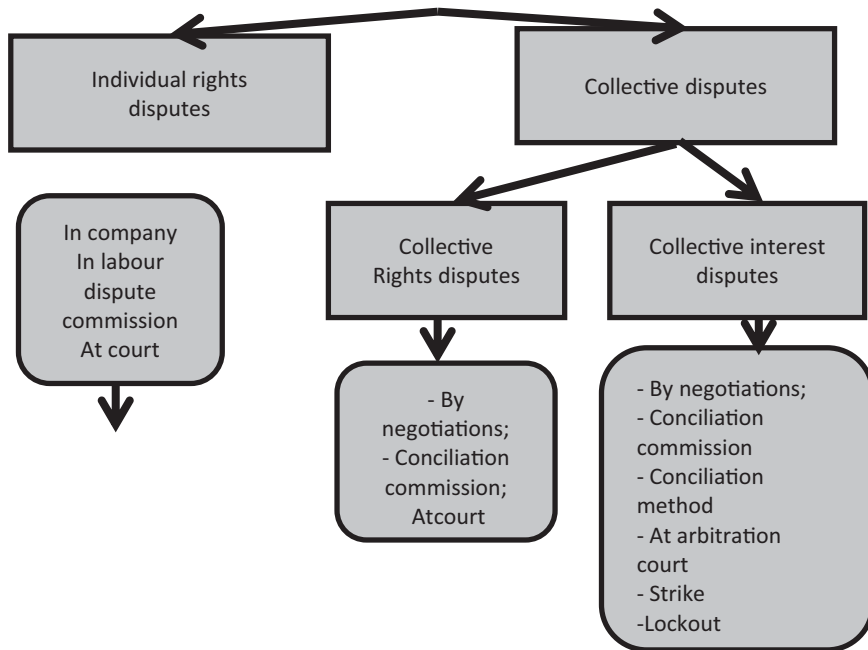 Individual rights
disputes
Collective disputes
In company
In labour
dispute
commission
At court
Collective
Rights disputes
Collective interest
disputes
- By
negotiations;
- Conciliation
commission;
Atcourt
- By negotiations;
- Conciliation
commission
- Conciliation
method
- At arbitration
court
- Strike
-Lockout